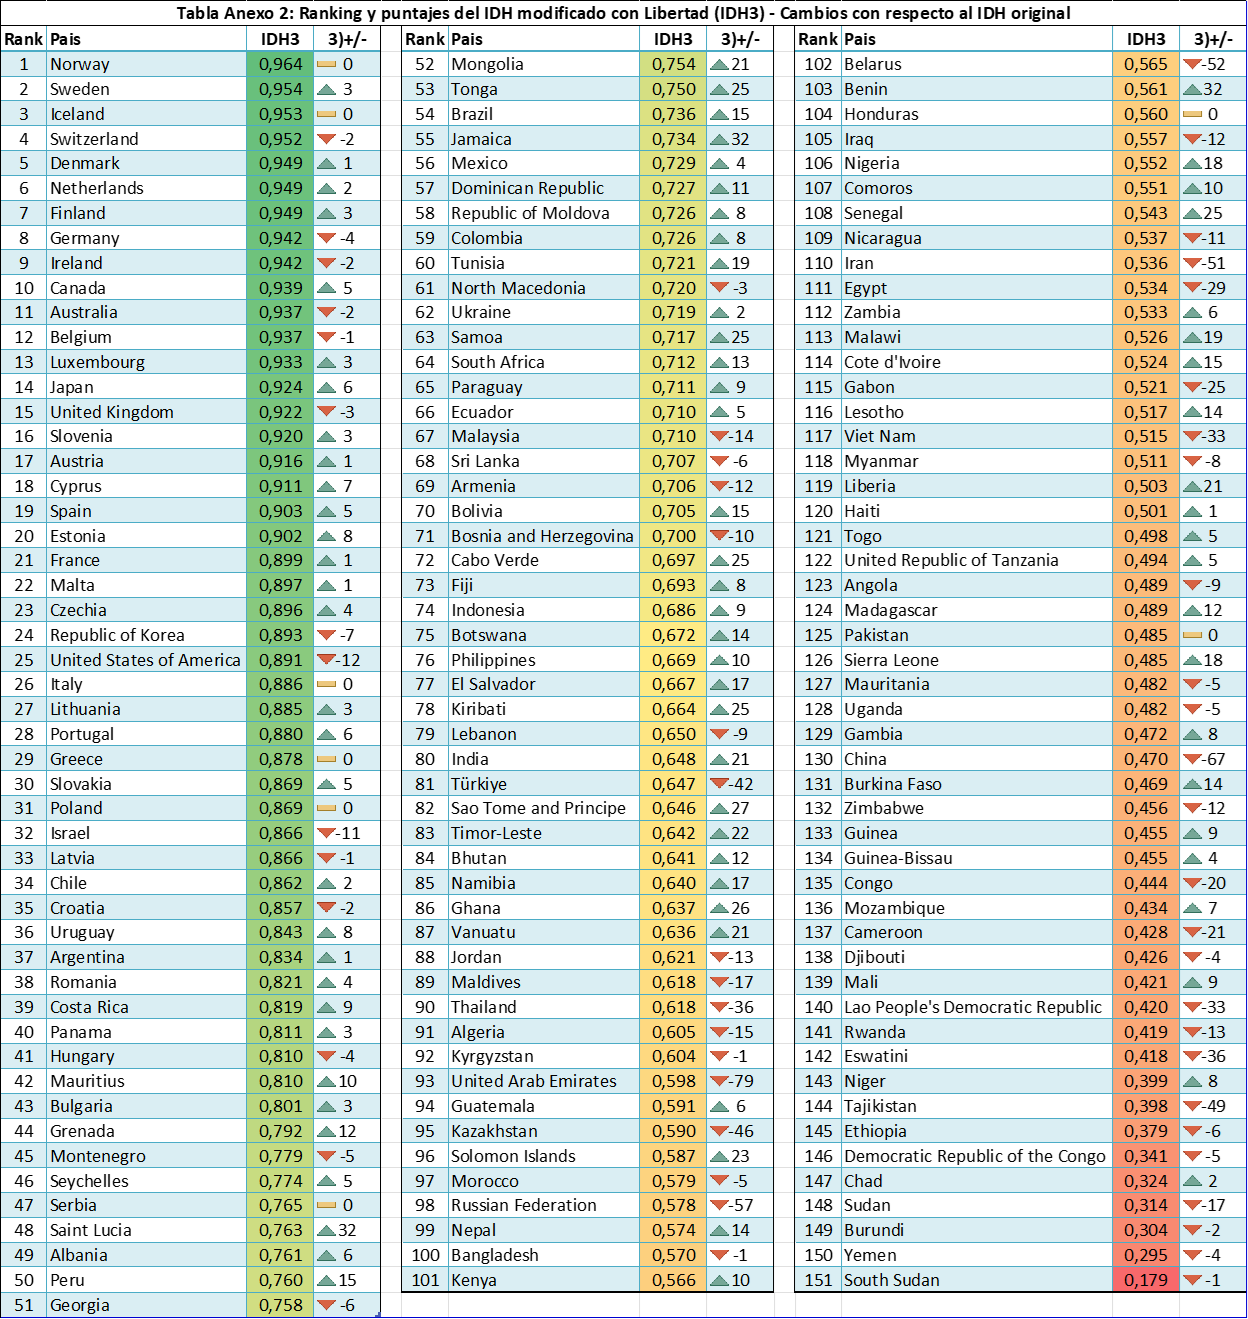 Tabla Anexo 2: Ranking y puntajes del IDH modificado con Libertad (IDH3) - Cambios con respecto al IDH original
Rank Pais IDH3 3)+/-
1 Norway 0,964 0
2 Sweden 0,954 3
3 Iceland 0,953 0
4 Switzerland 0,952 -2
5 Denmark 0,949 1
6 Netherlands 0,949 2
7 Finland 0,949 3
8 Germany 0,942 -4
9 Ireland 0,942 -2
10 Canada 0,939 5
11 Australia 0,937 -2
12 Belgium 0,937 -1
13 Luxembourg 0,933 3
14 Japan 0,924 6
15 United Kingdom 0,922 -3
16 Slovenia 0,920 3
17 Austria 0,916 1
18 Cyprus 0,911 7
19 Spain 0,903 5
20 Estonia 0,902 8
21 France 0,899 1
22 Malta 0,897 1
23 Czechia 0,896 4
24 Republic of Korea 0,893 -7
25 United States of America 0,891 -12
26 Italy 0,886 0
27 Lithuania 0,885 3
28 Portugal 0,880 6
29 Greece 0,878 0
30 Slovakia 0,869 5
31 Poland 0,869 0
32 Israel 0,866 -11
33 Latvia 0,866 -1
34 Chile 0,862 2
35 Croatia 0,857 -2
36 Uruguay 0,843 8
37 Argentina 0,834 1
38 Romania 0,821 4
39 Costa Rica 0,819 9
40 Panama 0,811 3
41 Hungary 0,810 -4
42 Mauritius 0,810 10
43 Bulgaria 0,801 3
44 Grenada 0,792 12
45 Montenegro 0,779 -5
46 Seychelles 0,774 5
47 Serbia 0,765 0
48 Saint Lucia 0,763 32
49 Albania 0,761 6
50 Peru 0,760 15
51 Georgia 0,758 -6
Rank Pais IDH3 3)+/-
52 Mongolia 0,754 21
53 Tonga 0,750 25
54 Brazil 0,736 15
55 Jamaica 0,734 32
56 Mexico 0,729 4
57 Dominican Republic 0,727 11
58 Republic of Moldova 0,726 8
59 Colombia 0,726 8
60 Tunisia 0,721 19
61 North Macedonia 0,720 -3
62 Ukraine 0,719 2
63 Samoa 0,717 25
64 South Africa 0,712 13
65 Paraguay 0,711 9
66 Ecuador 0,710 5
67 Malaysia 0,710 -14
68 Sri Lanka 0,707 -6
69 Armenia 0,706 -12
70 Bolivia 0,705 15
71 Bosnia and Herzegovina 0,700 -10
72 Cabo Verde 0,697 25
73 Fiji 0,693 8
74 Indonesia 0,686 9
75 Botswana 0,672 14
76 Philippines 0,669 10
77 El Salvador 0,667 17
78 Kiribati 0,664 25
79 Lebanon 0,650 -9
80 India 0,648 21
81 Türkiye 0,647 -42
82 Sao Tome and Principe 0,646 27
83 Timor-Leste 0,642 22
84 Bhutan 0,641 12
85 Namibia 0,640 17
86 Ghana 0,637 26
87 Vanuatu 0,636 21
88 Jordan 0,621 -13
89 Maldives 0,618 -17
90 Thailand 0,618 -36
91 Algeria 0,605 -15
92 Kyrgyzstan 0,604 -1
93 United Arab Emirates 0,598 -79
94 Guatemala 0,591 6
95 Kazakhstan 0,590 -46
96 Solomon Islands 0,587 23
97 Morocco 0,579 -5
98 Russian Federation 0,578 -57
99 Nepal 0,574 14
100 Bangladesh 0,570 -1
101 Kenya 0,566 10
Rank Pais IDH3 3)+/-
102 Belarus 0,565 -52
103 Benin 0,561 32
104 Honduras 0,560 0
105 Iraq 0,557 -12
106 Nigeria 0,552 18
107 Comoros 0,551 10
108 Senegal 0,543 25
109 Nicaragua 0,537 -11
110 Iran 0,536 -51
111 Egypt 0,534 -29
112 Zambia 0,533 6
113 Malawi 0,526 19
114 Cote d'Ivoire 0,524 15
115 Gabon 0,521 -25
116 Lesotho 0,517 14
117 Viet Nam 0,515 -33
118 Myanmar 0,511 -8
119 Liberia 0,503 21
120 Haiti 0,501 1
121 Togo 0,498 5
122 United Republic of Tanzania 0,494 5
123 Angola 0,489 -9
124 Madagascar 0,489 12
125 Pakistan 0,485 0
126 Sierra Leone 0,485 18
127 Mauritania 0,482 -5
128 Uganda 0,482 -5
129 Gambia 0,472 8
130 China 0,470 -67
131 Burkina Faso 0,469 14
132 Zimbabwe 0,456 -12
133 Guinea 0,455 9
134 Guinea-Bissau 0,455 4
135 Congo 0,444 -20
136 Mozambique 0,434 7
137 Cameroon 0,428 -21
138 Djibouti 0,426 -4
139 Mali 0,421 9
140 Lao People's Democratic Republic 0,420 -33
141 Rwanda 0,419 -13
142 Eswatini 0,418 -36
143 Niger 0,399 8
144 Tajikistan 0,398 -49
145 Ethiopia 0,379 -6
146 Democratic Republic of the Congo 0,341 -5
147 Chad 0,324 2
148 Sudan 0,314 -17
149 Burundi 0,304 -2
150 Yemen 0,295 -4
151 South Sudan 0,179 -1